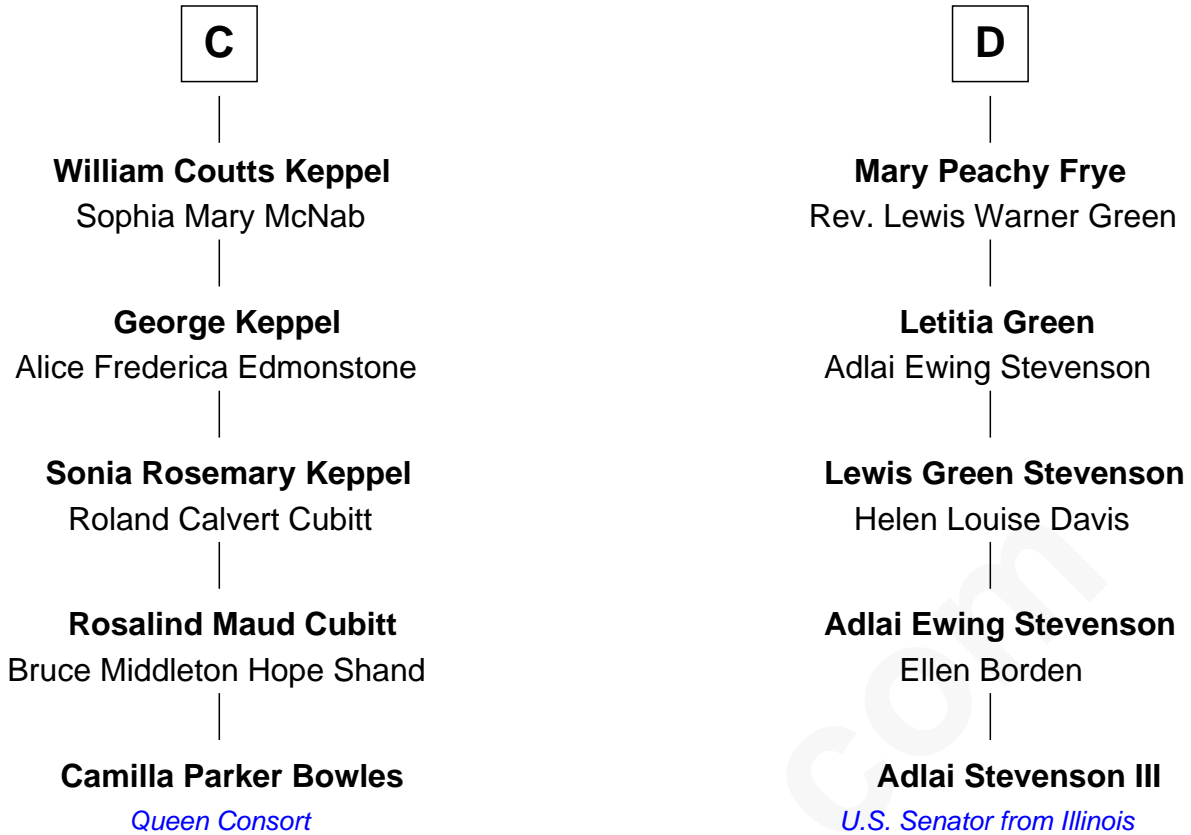 C
William Coutts Keppel
Sophia Mary McNab
George Keppel
Alice Frederica Edmonstone
Sonia Rosemary Keppel
Roland Calvert Cubitt
Rosalind Maud Cubitt
Bruce Middleton Hope Shand
Camilla Parker Bowles
Queen Consort
D
Mary Peachy Frye
Rev. Lewis Warner Green
Letitia Green
Adlai Ewing Stevenson
Lewis Green Stevenson
Helen Louise Davis
Adlai Ewing Stevenson
Ellen Borden
Adlai Stevenson III
U.S. Senator from Illinois
com